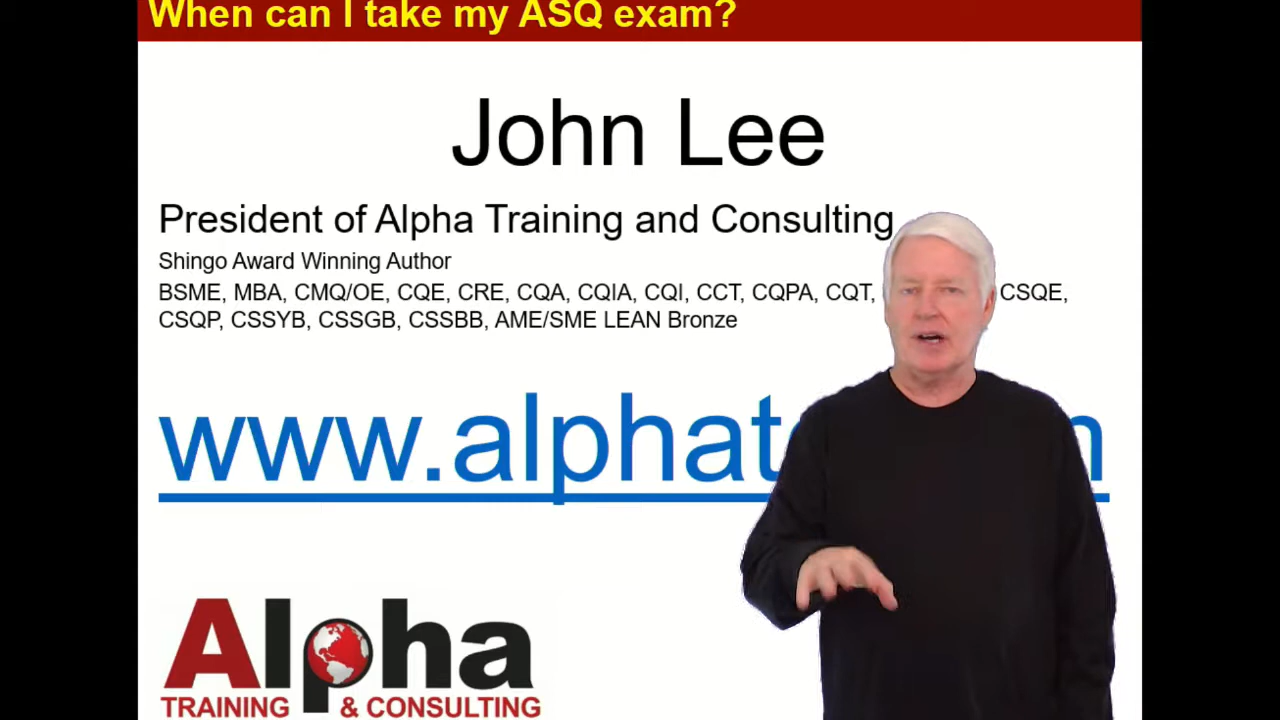 When can I take my ASQ exam?
John Lee
President of Alpha Training and Consulting
Shingo Award Winning Author
BSME, MBA, CMQ/OE, CQE, CRE, CQA, CQIA, CQI, CCT, CQPA, CQT, CSQE,
CSQP, CSSYB, CSSGB, CSSBB, AME/SME LEAN Bronze
Alpha
TRAINING & CONSULTING